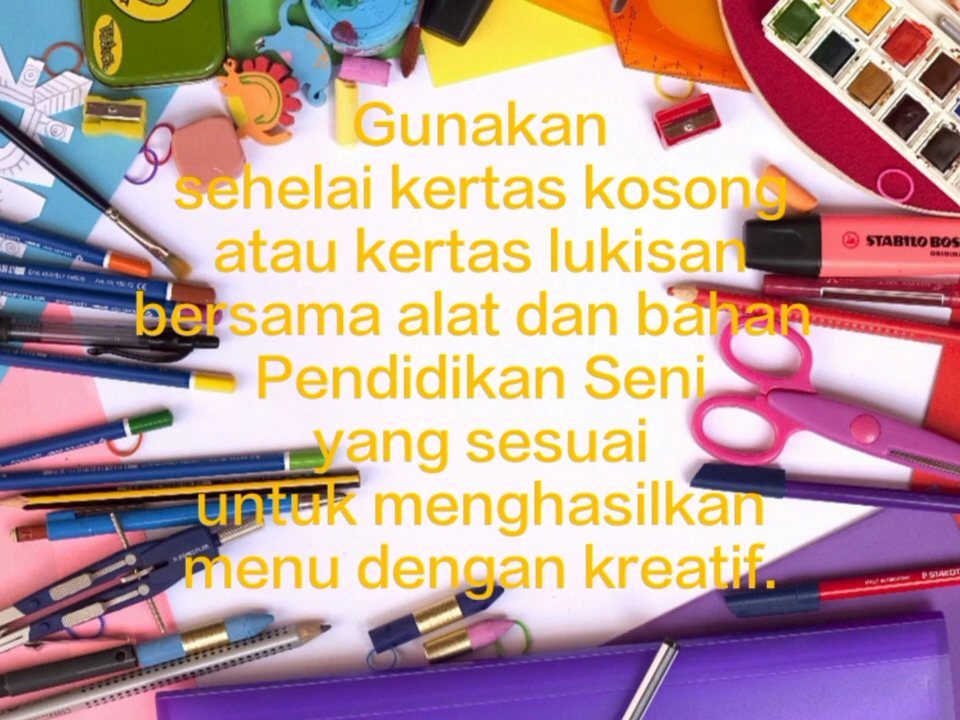 Gunakan
sehelai kertas kosong
atau kertas lukisan
bersama alat dan bahan
Pendidikan Seni
yang sesuai
untuk menghasilkan
menu dengan kreatif.
STABILO BOS